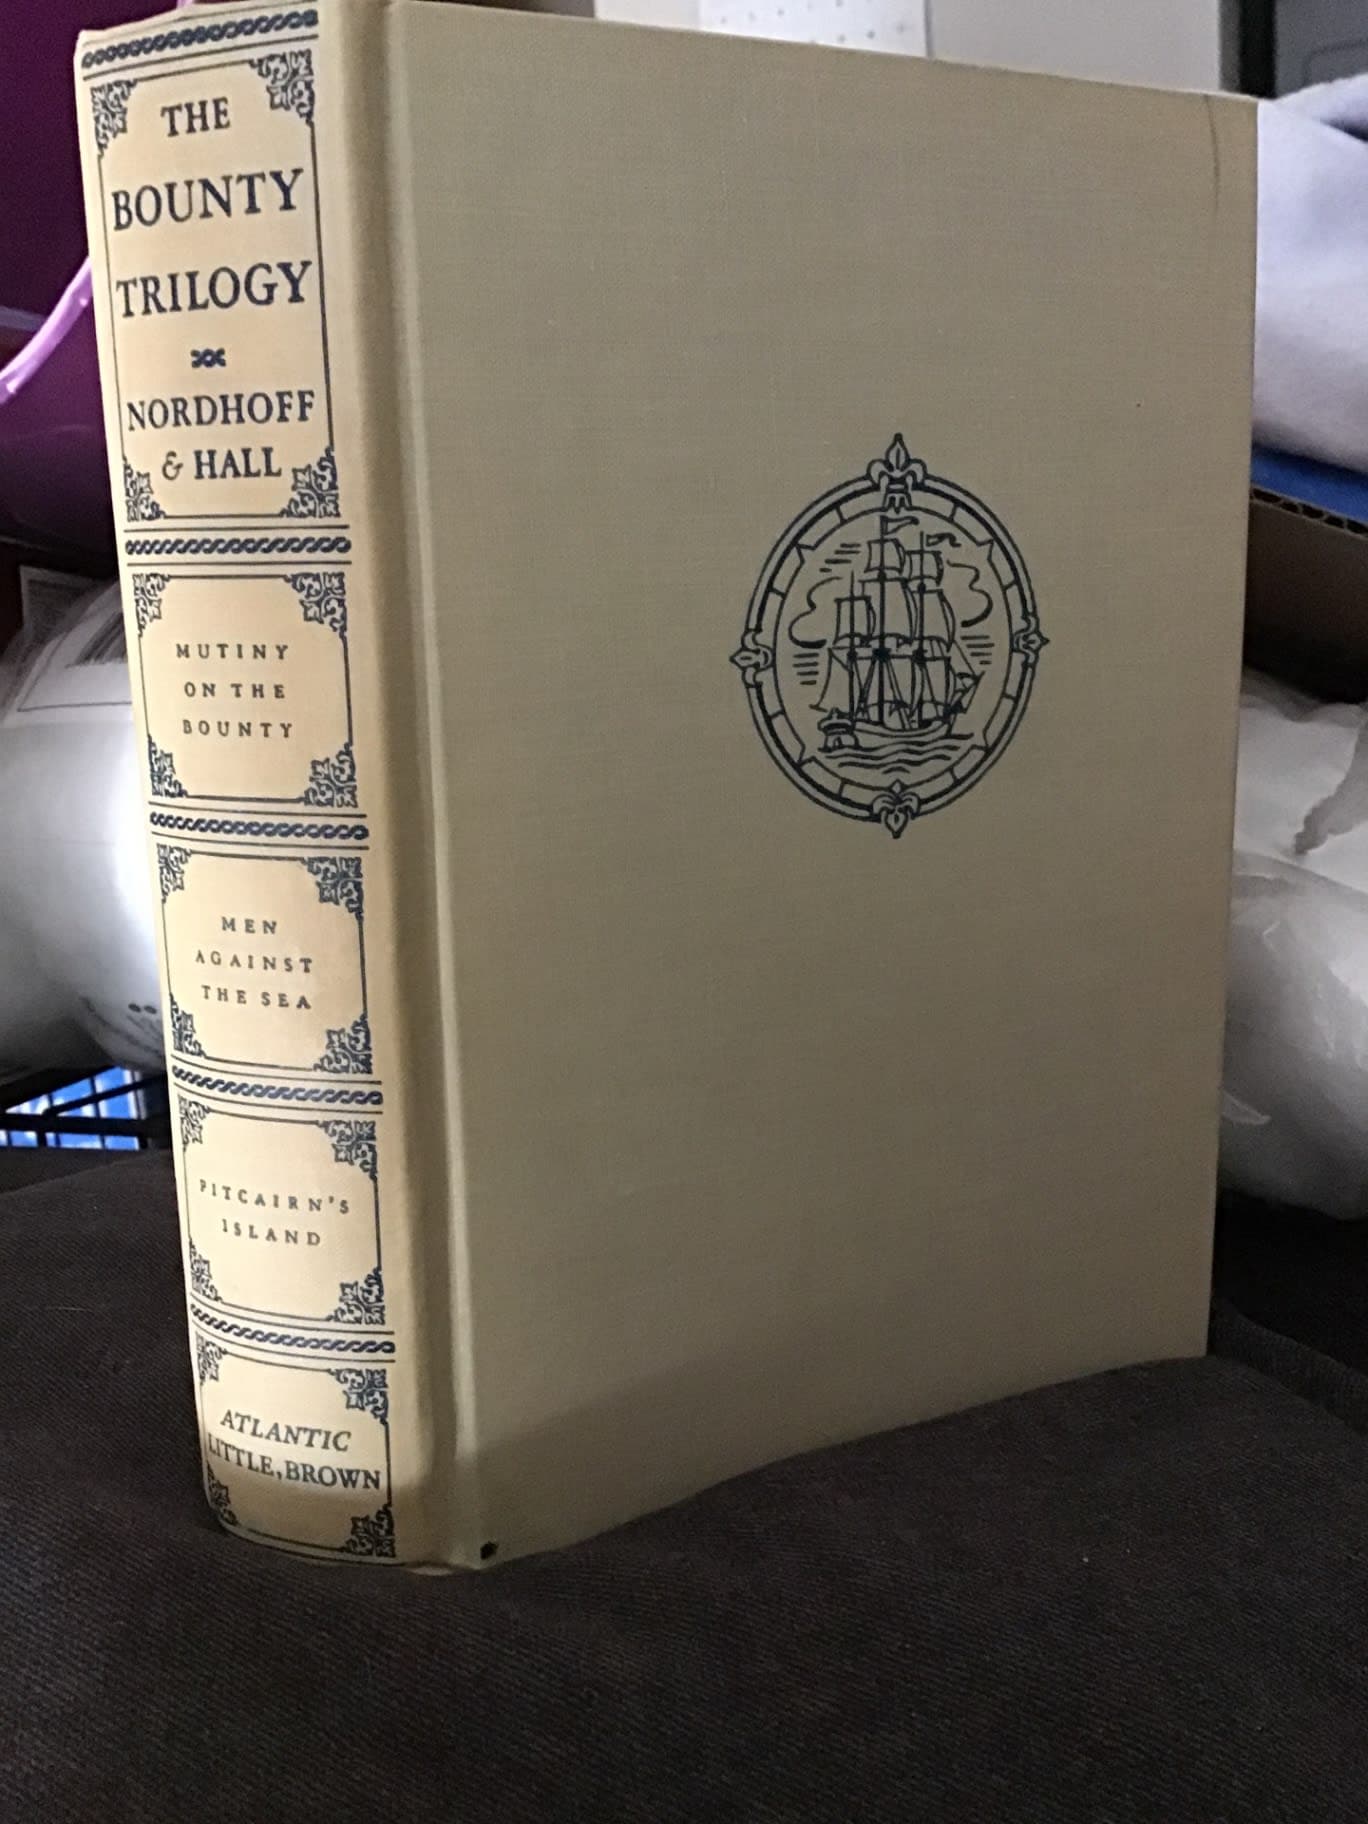 THE
BOUNTY
TRILOGY
NORDHOFF
& HALL
MUTINY
ON THE
BOUNTY
MEN
AGAINST
THE SEA
PITCAIRN'S
ISLAND
ATLANTIC
LITTLE, BROWN